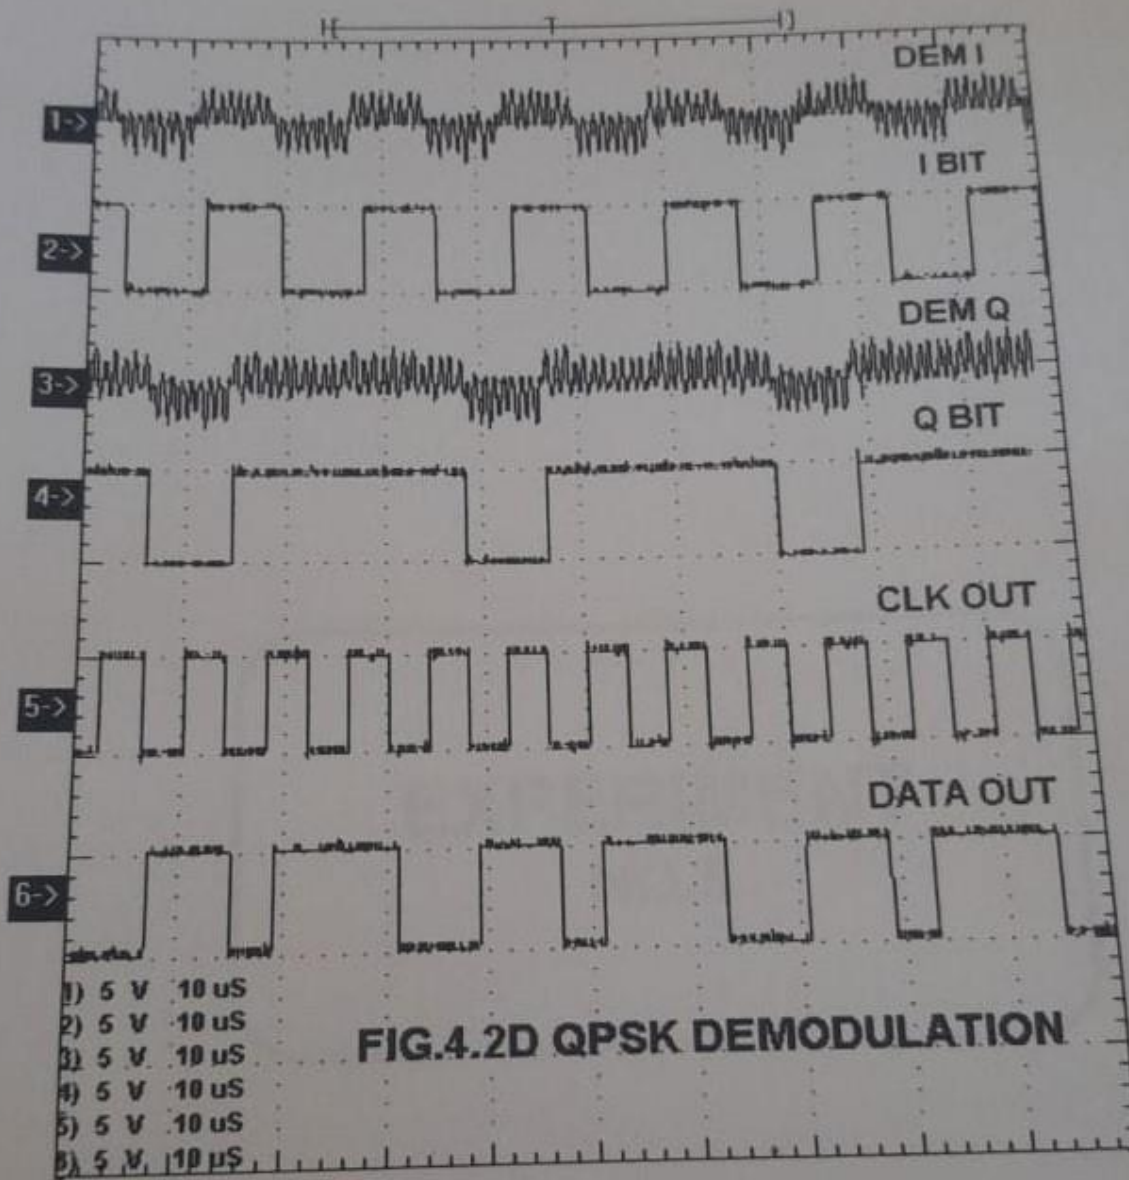 DEM I
1->
I BIT
2->
DEM Q
3->
Q BIT
4->
CLK OUT
5->
DATA OUT
6->
1) 5 V 10 uS
2) 5 V 10 uS
3) 5 V 10 uS
4) 5 V 10 uS
5) 5 V 10 uS
6) 5 V 10 µS
FIG.4.2D QPSK DEMODULATION